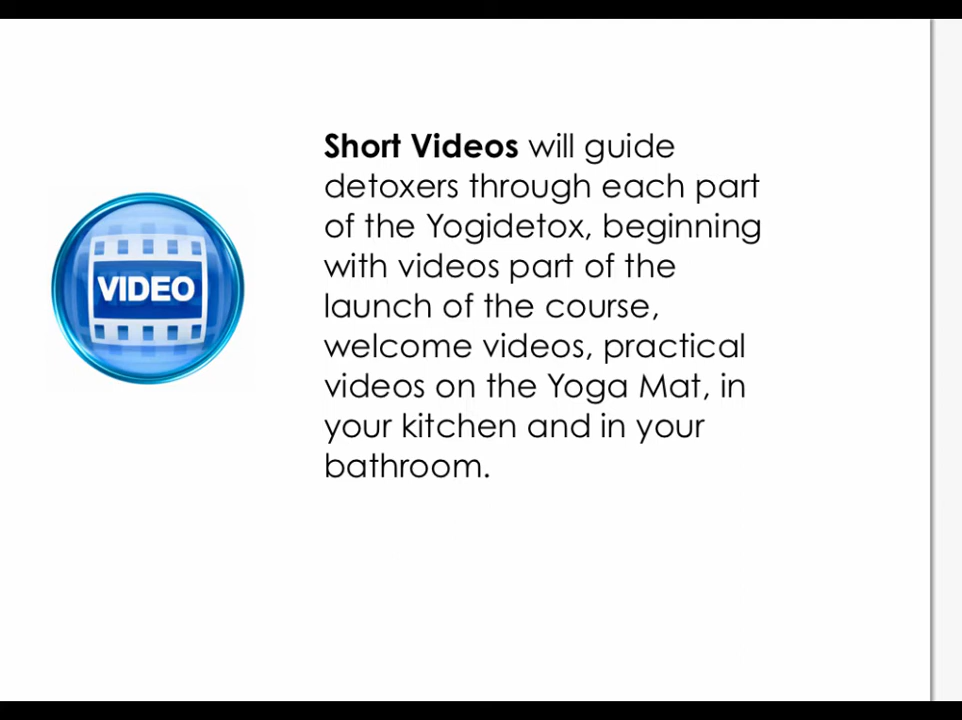 VIDEO
Short Videos will guide
detoxers through each part
of the Yogidetox, beginning
with videos part of the
launch of the course,
welcome videos, practical
videos on the Yoga Mat, in
your kitchen and in your
bathroom.